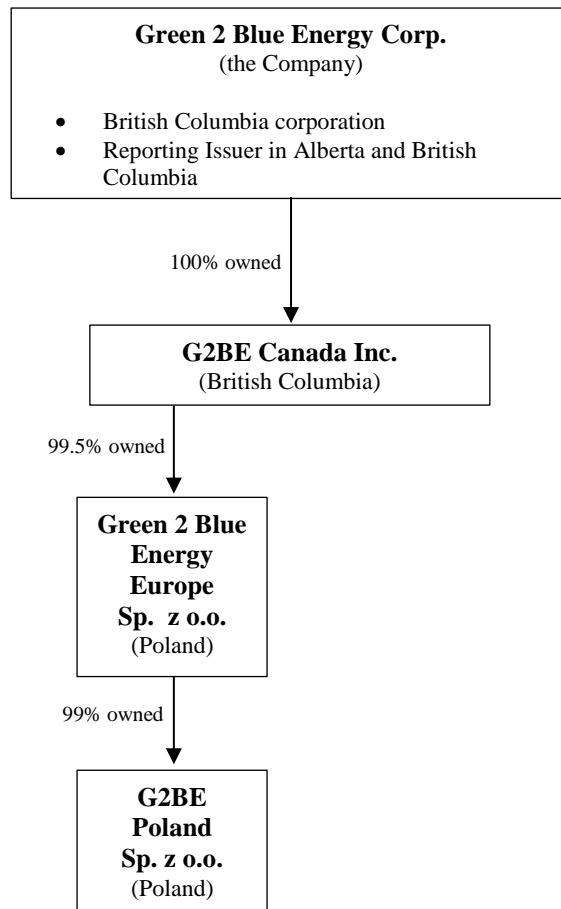 Green 2 Blue Energy Corp.
(the Company)
• British Columbia corporation
• Reporting Issuer in Alberta and British
Columbia
100% owned
G2BE Canada Inc.
(British Columbia)
99.5% owned
Green 2 Blue
Energy
Europe
Sp. z o.o.
(Poland)
99% owned
G2BE
Poland
Sp. z o.o.
(Poland)